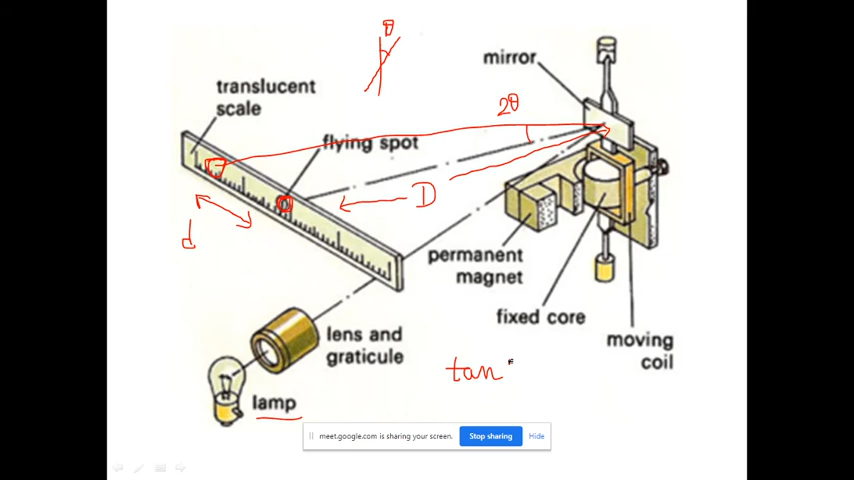 θ
mirror
translucent
scale
2θ
flying spot
D
d
permanent
magnet
fixed core
moving
coil
lens and
graticule
tan
lamp
meet.google.com is sharing your screen. Stop sharing Hide